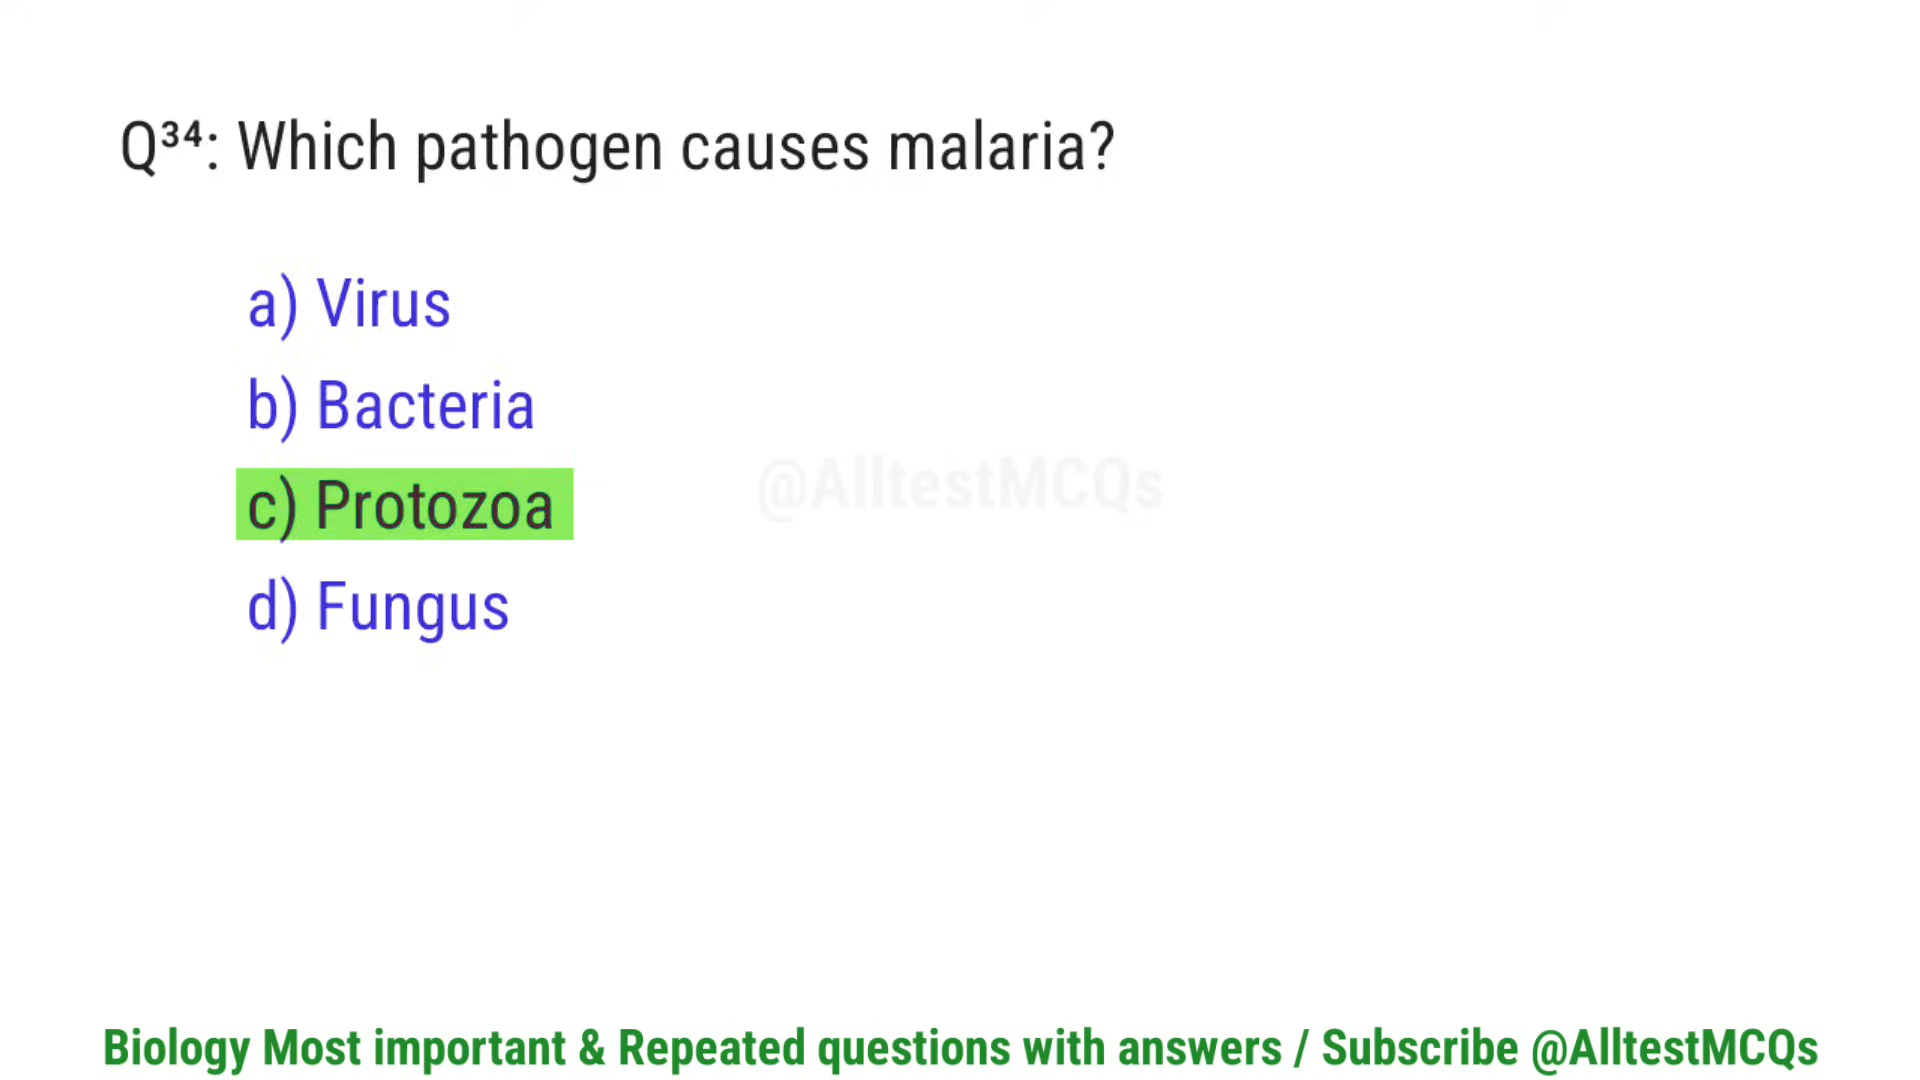 Q³⁴: Which pathogen causes malaria?
a) Virus
b) Bacteria
c) Protozoa
@AlltestMCQs
d) Fungus
Biology Most important & Repeated questions with answers / Subscribe @AlltestMCQs